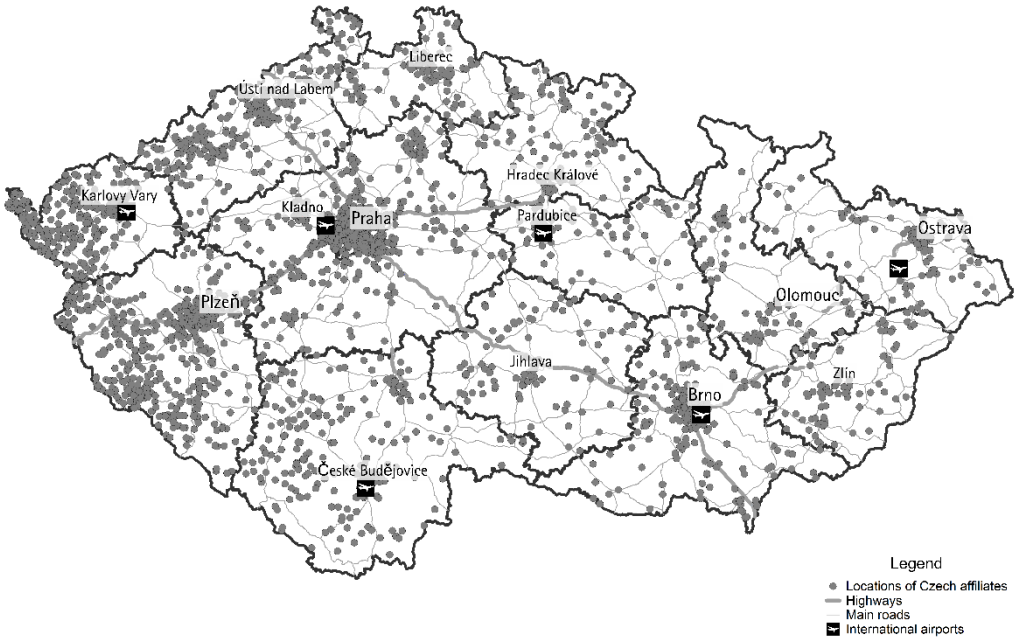 Liberec
Ústí nad Labem
Hradec Králové
Karlovy Vary
Kladno
Praha
Pardubice
Ostrava
Plzeň
Olomouc
Jihlava
Zlín
Brno
České Budějovice
Legend
Locations of Czech affiliates
Highways
Main roads
International airports